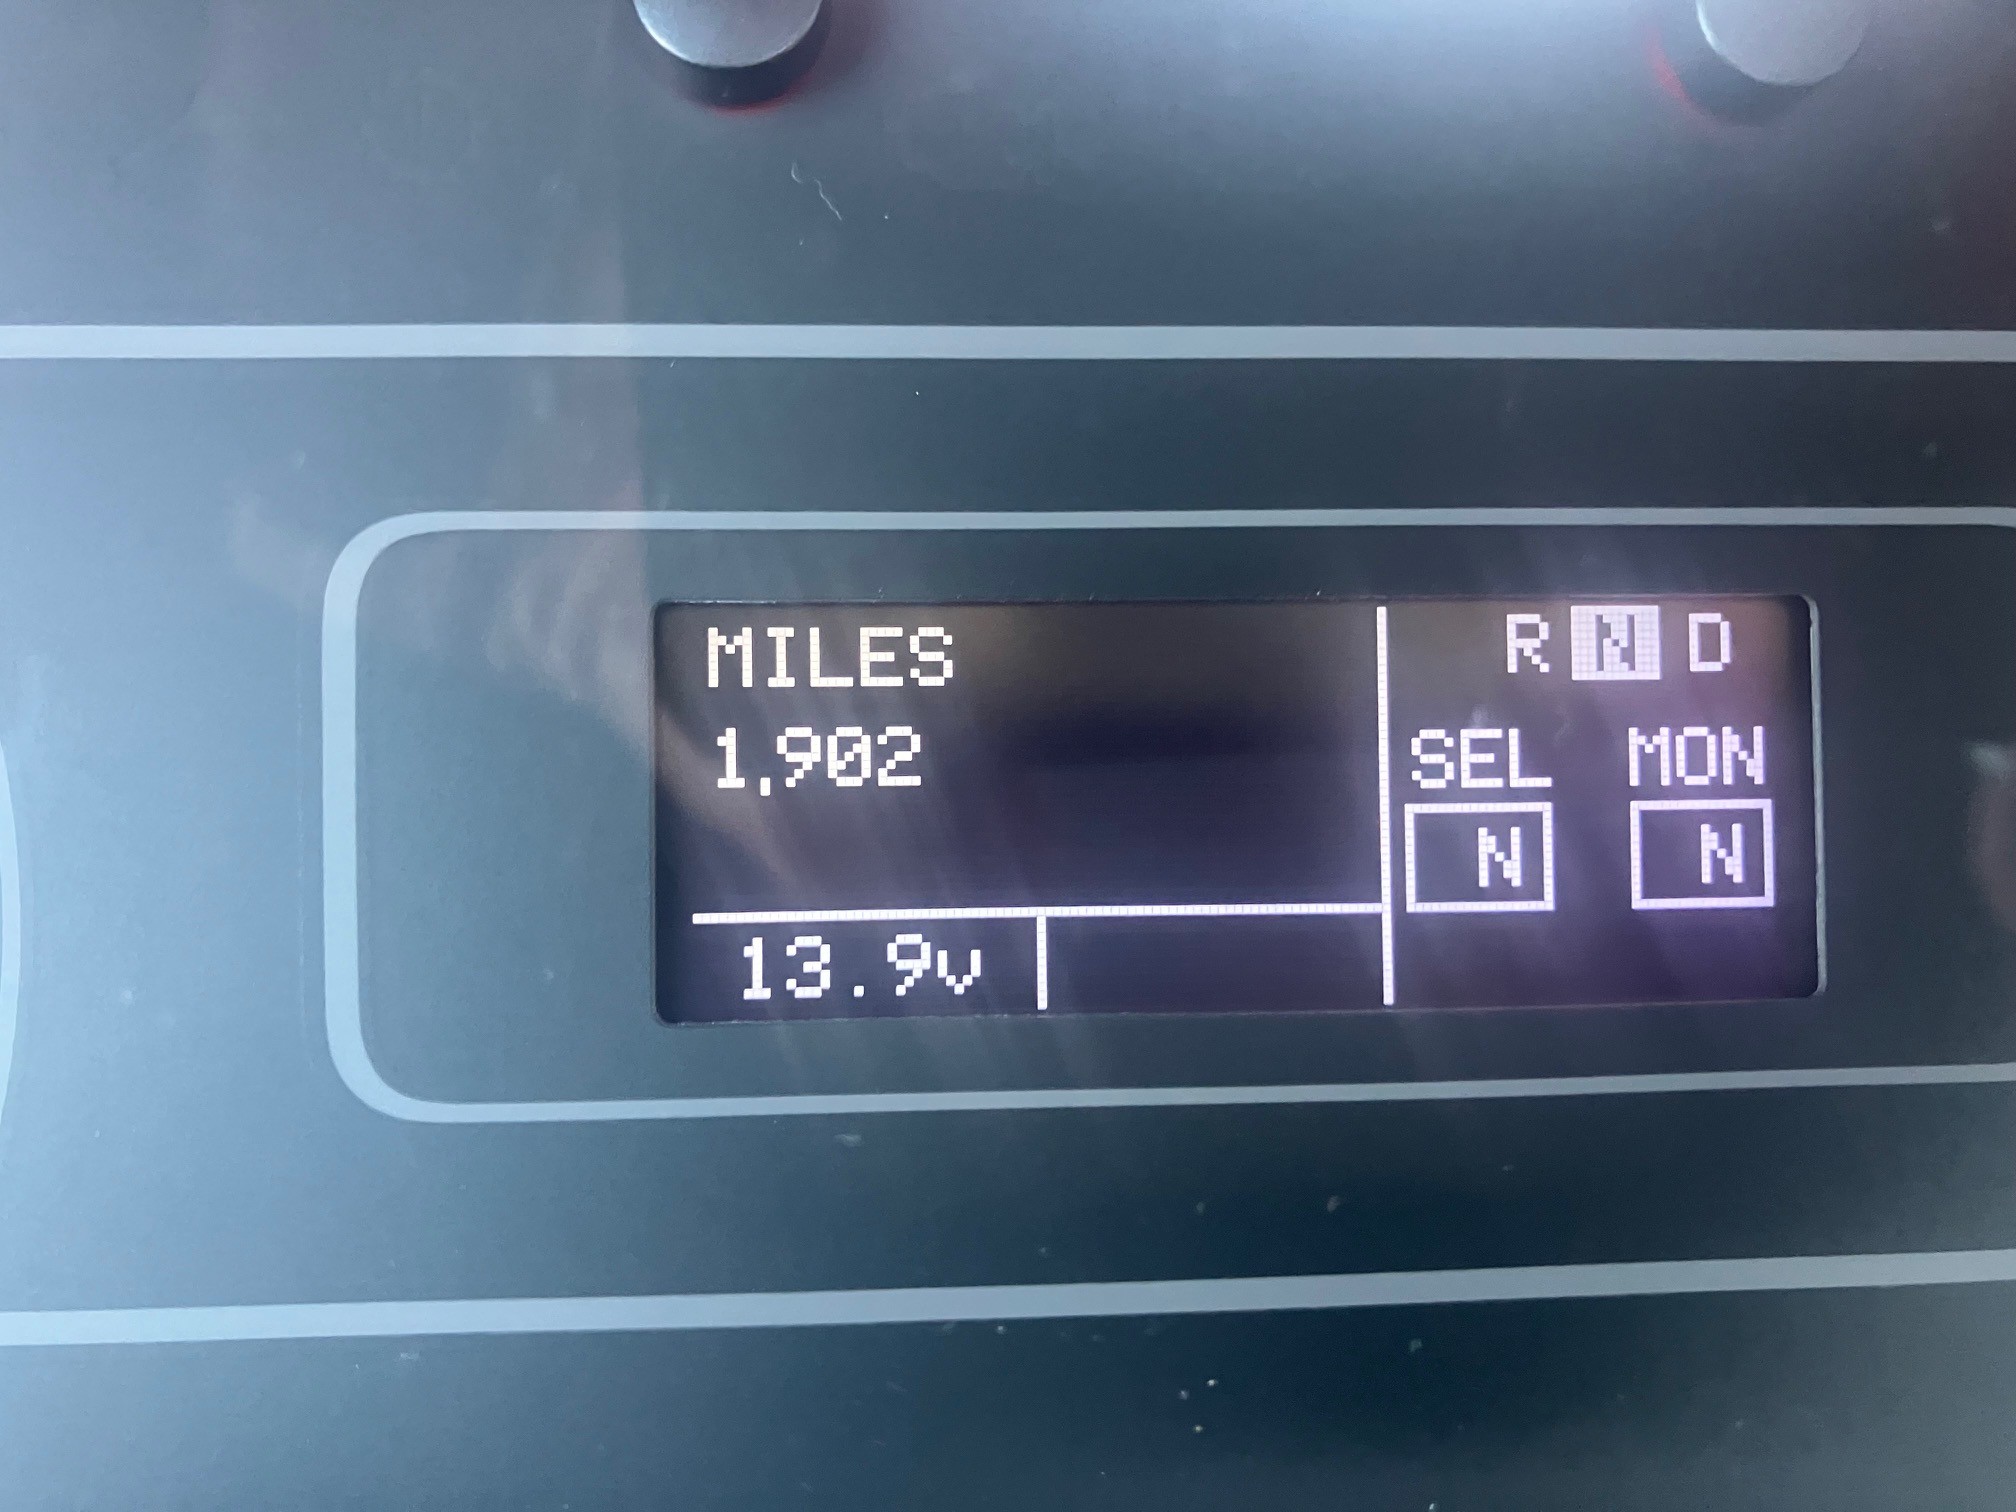 MILES
1,902
13.9v
R N D
SEL MON
N N